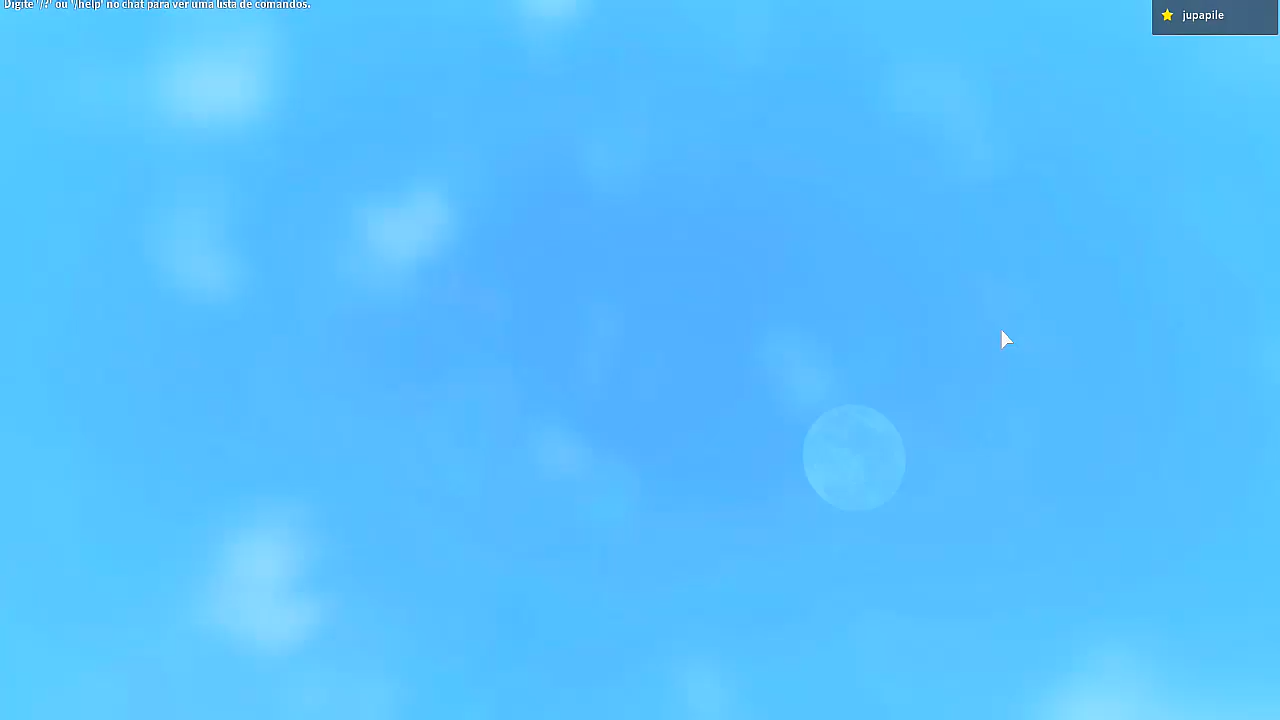 Digite '/?' ou '/help' no chat para ver uma lista de comandos.
jupapile